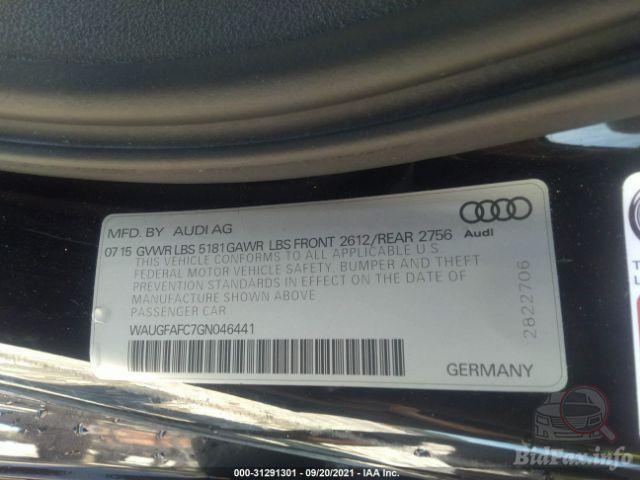 MFD. BY AUDI AG
Audi
07 15 GVWR LBS 5181 GAWR LBS FRONT 2612/REAR 2756
THIS VEHICLE CONFORMS TO ALL APPLICABLE U.S.
FEDERAL MOTOR VEHICLE SAFETY, BUMPER AND THEFT
PREVENTION STANDARDS IN EFFECT ON THE DATE OF
MANUFACTURE SHOWN ABOVE
PASSENGER CAR
WAUGFAFC7GN046441
2822706
GERMANY
T
L
BidFax.info
000-31291301 - 09/20/2021 - IAA Inc.